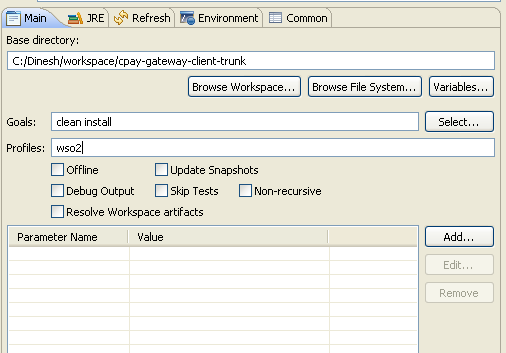 Main JRE Refresh Environment Common
Base directory:
C:/Dinesh/workspace/cpay-gateway-client-trunk
Browse Workspace... Browse File System... Variables...
Goals: clean install Select...
Profiles: wso2
Offline Update Snapshots
Debug Output Skip Tests Non-recursive
Resolve Workspace artifacts
Parameter Name Value Add...
Edit...
Remove